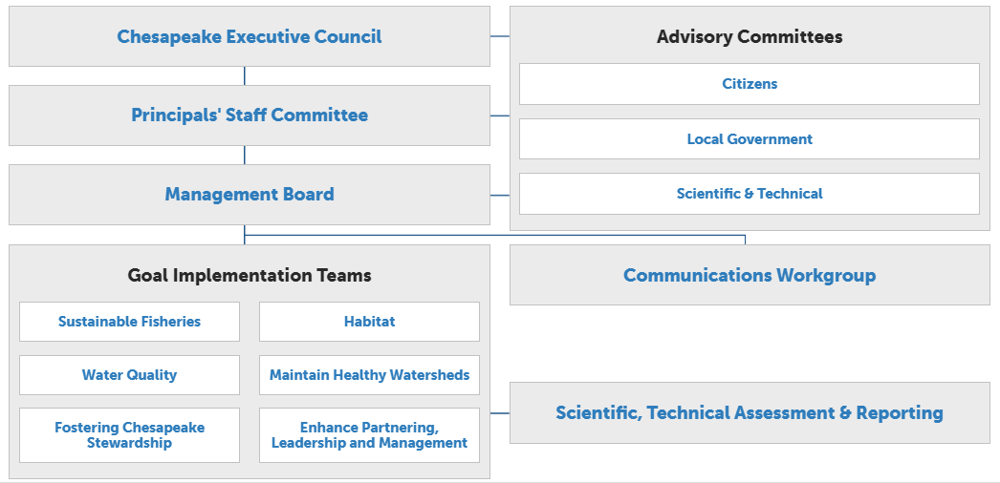 Chesapeake Executive Council
Advisory Committees
Citizens
Principals' Staff Committee
Local Government
Management Board
Scientific & Technical
Goal Implementation Teams
Communications Workgroup
Sustainable Fisheries
Habitat
Water Quality
Maintain Healthy Watersheds
Fostering Chesapeake
Stewardship
Enhance Partnering,
Leadership and Management
Scientific, Technical Assessment & Reporting